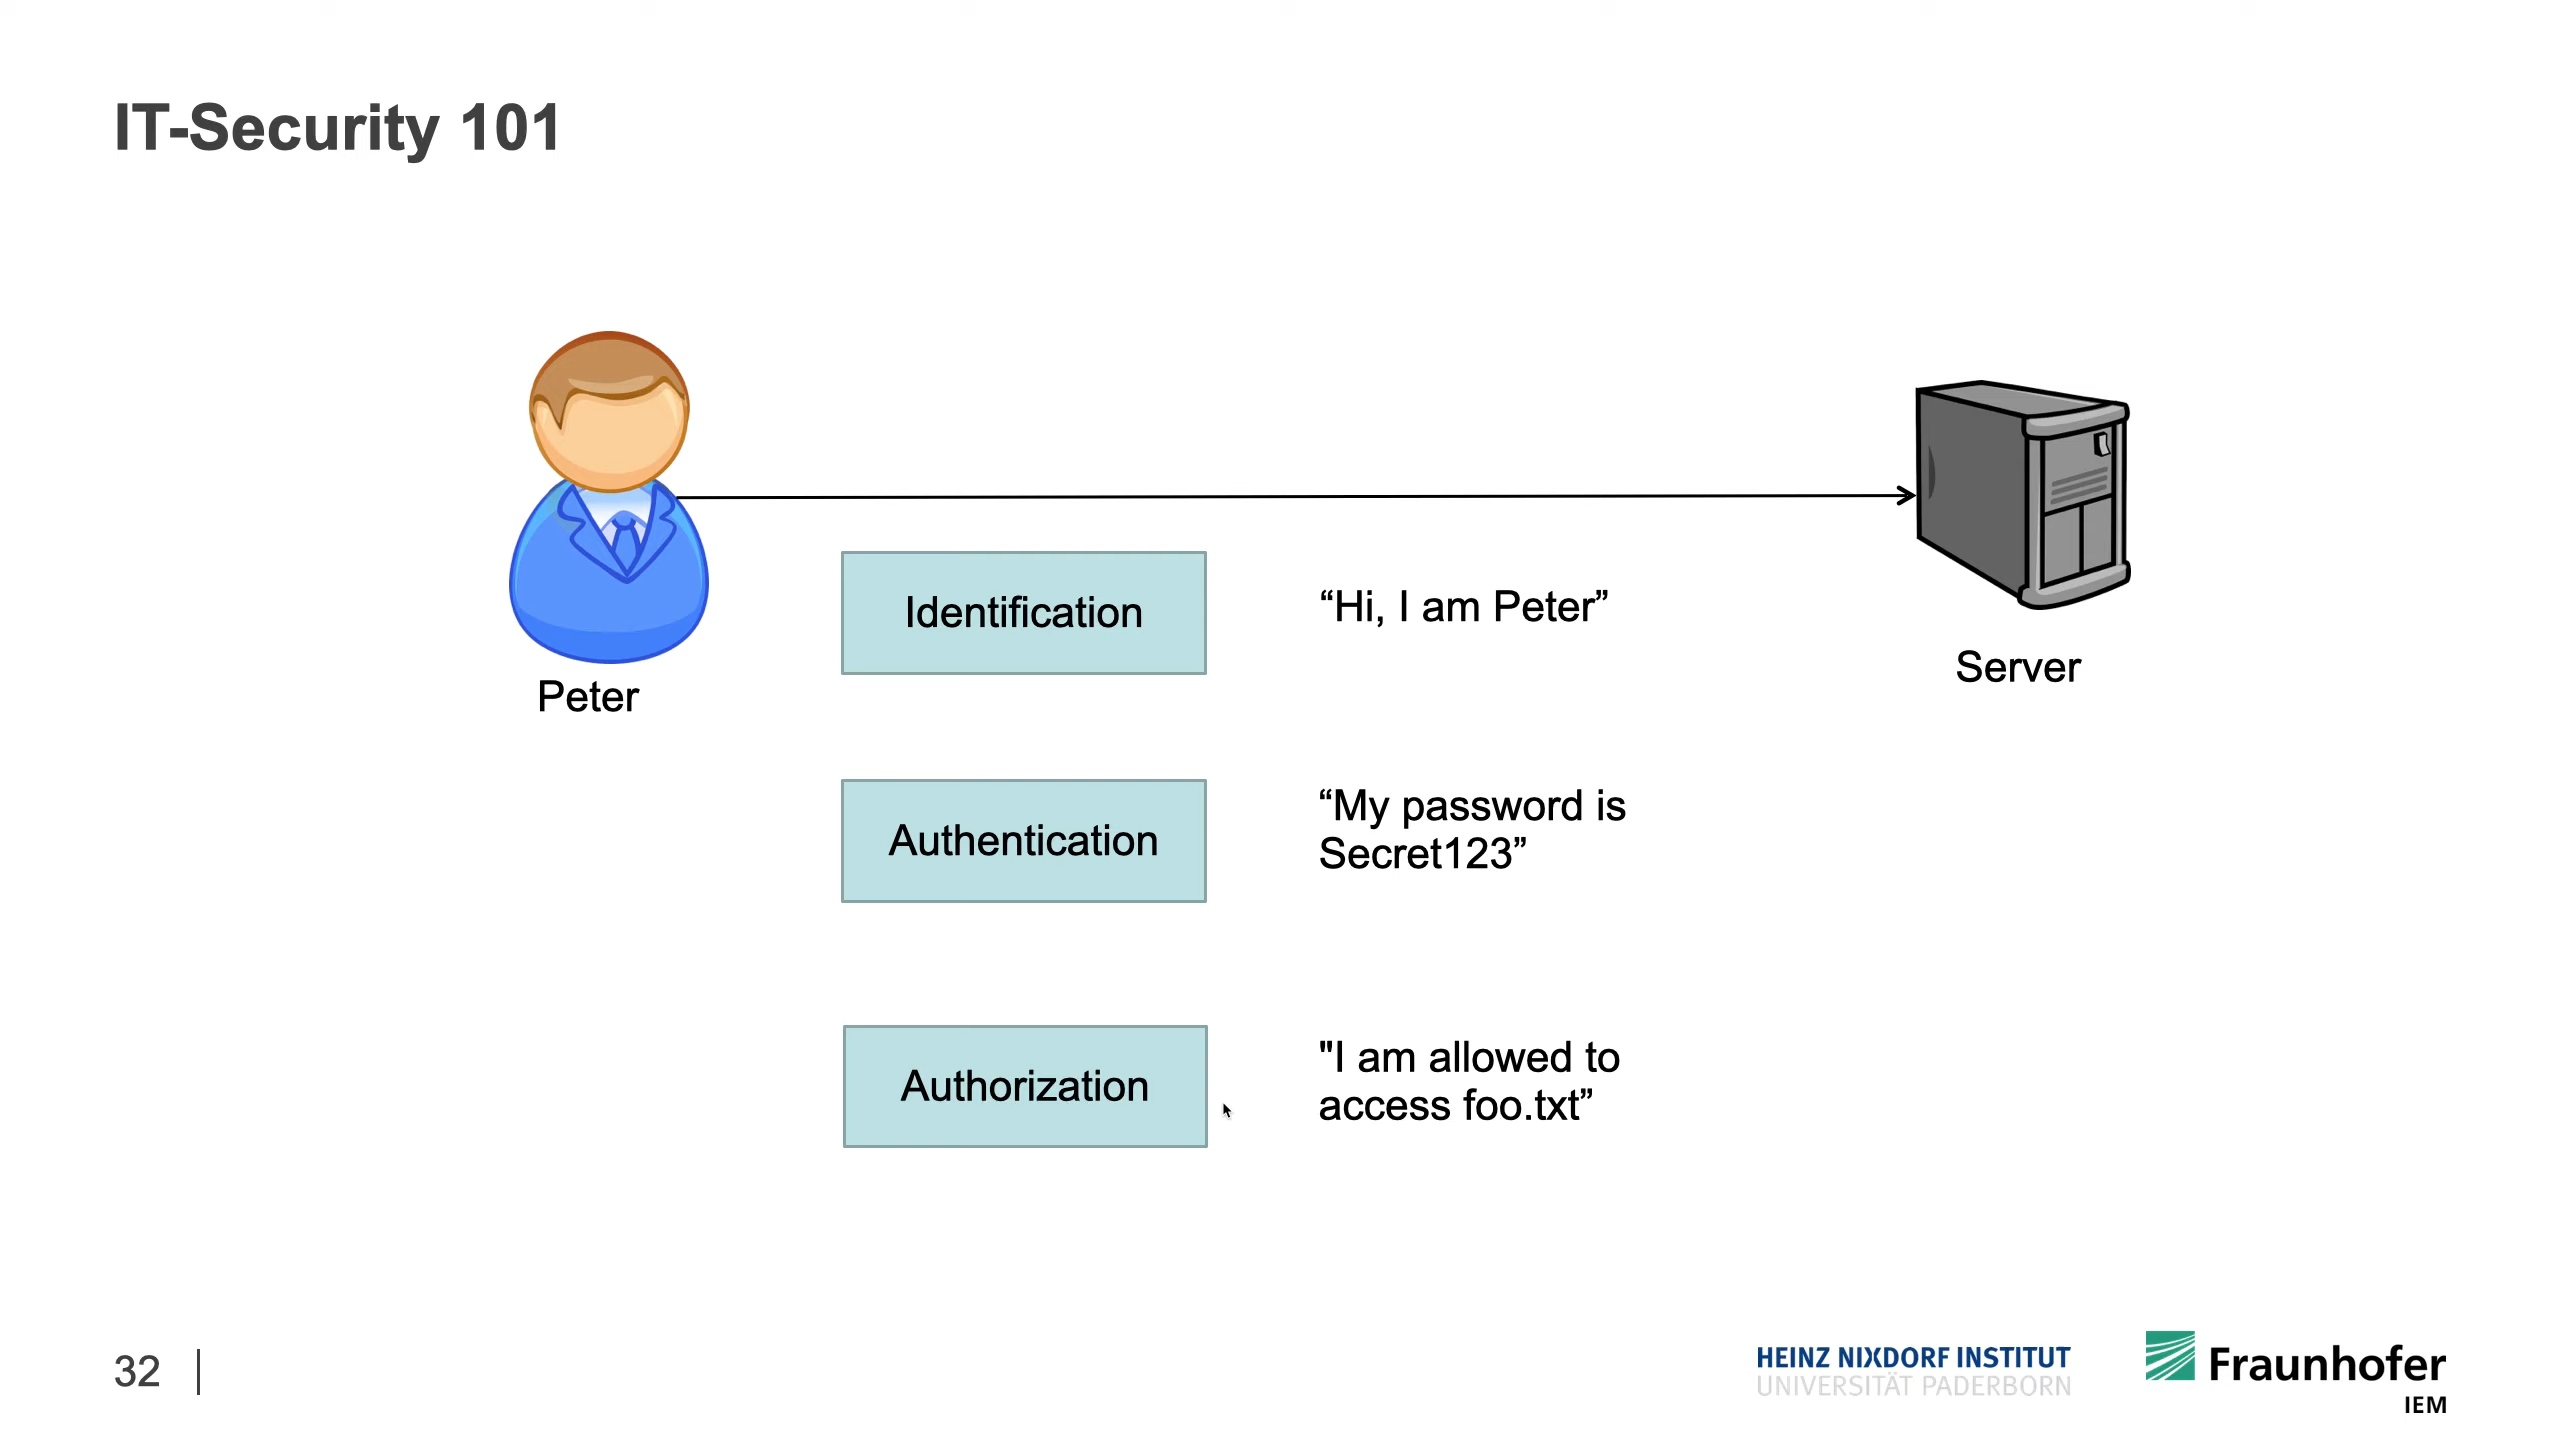 IT-Security 101
Identification
“Hi, I am Peter”
Server
Peter
“My password is
Secret123”
Authentication
"I am allowed to
access foo.txt”
Authorization
32
HEINZ NIXDORF INSTITUT
UNIVERSITÄT PADERBORN
Fraunhofer
IEM